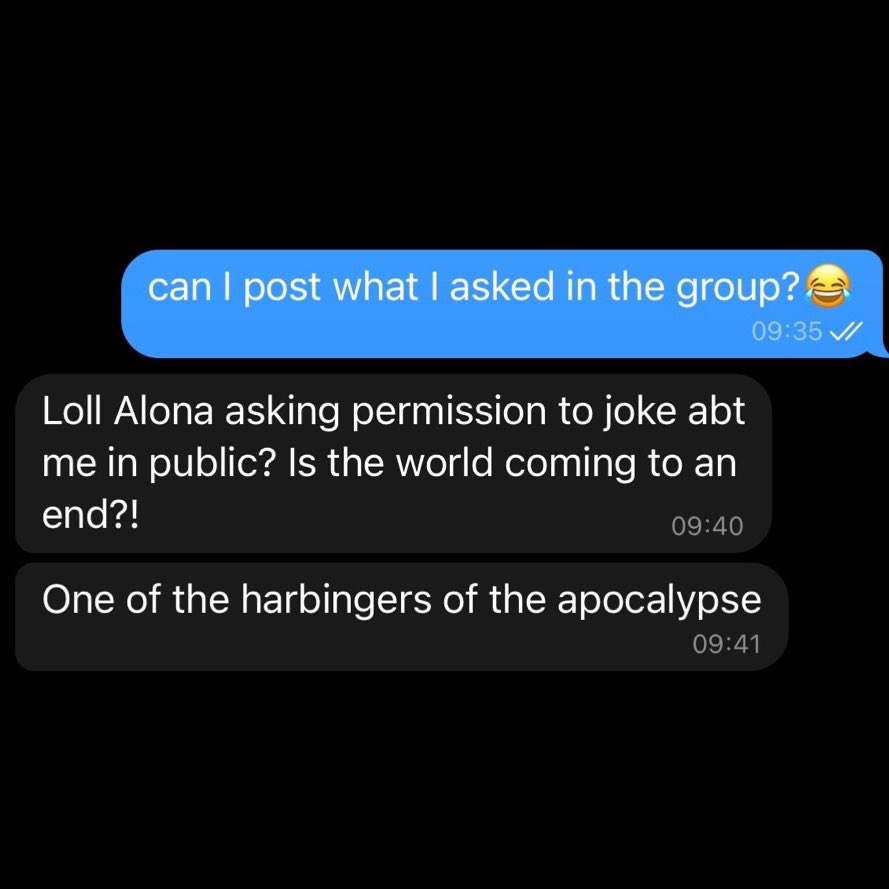 can I post what I asked in the group?😂
09:35
Loll Alona asking permission to joke abt
me in public? Is the world coming to an
end?!
09:40
One of the harbingers of the apocalypse
09:41